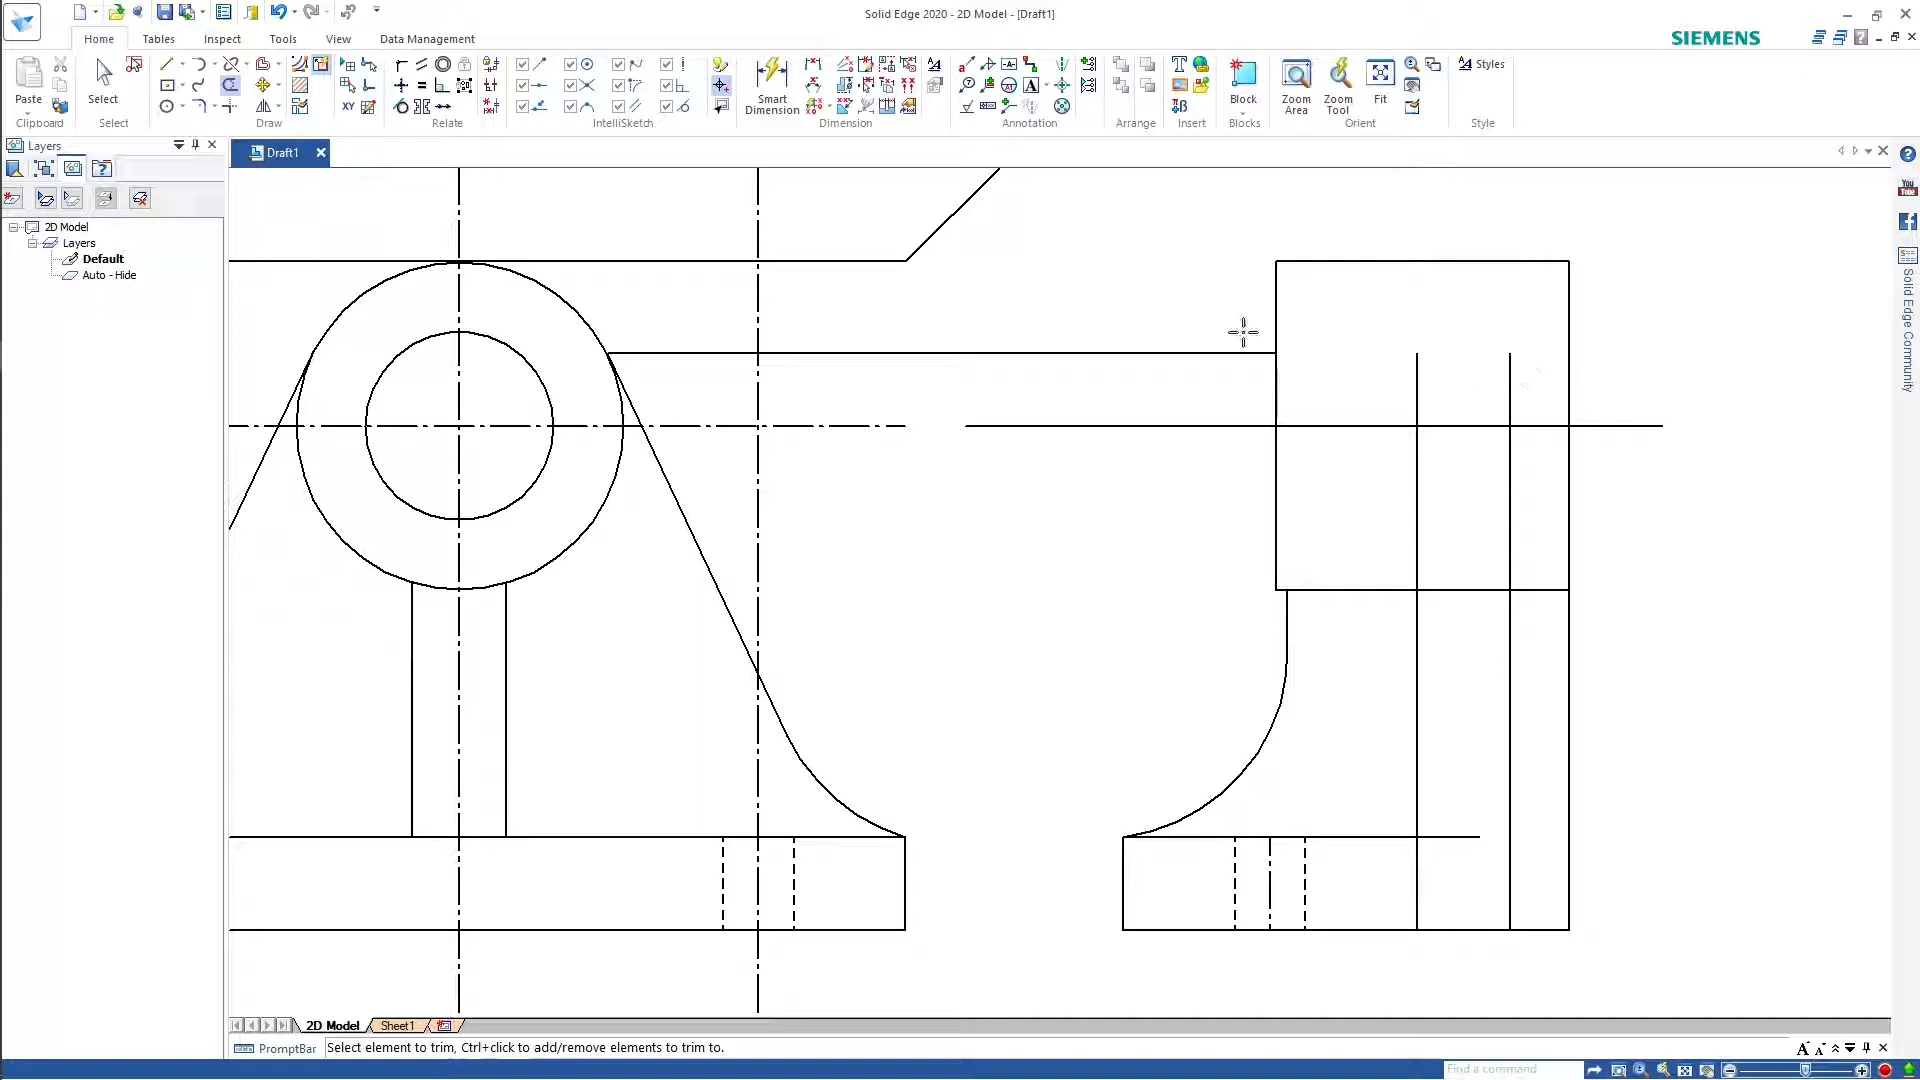 Solid Edge 2020 - 2D Model - [Draft1]
Home Tables Inspect Tools View Data Management
SIEMENS
Paste
Clipboard
Select
Select
Draw
Relate
IntelliSketch
Smart
Dimension
Dimension
Annotation
Arrange
Insert
Block
Blocks
Zoom
Area
Zoom
Tool
Fit
Orient
Styles
Style
Layers
2D Model
Layers
Default
Auto - Hide
Draft1
You
Tube
Solid Edge Community
2D Model Sheet1
PromptBar Select element to trim, Ctrl+click to add/remove elements to trim to.
Find a command